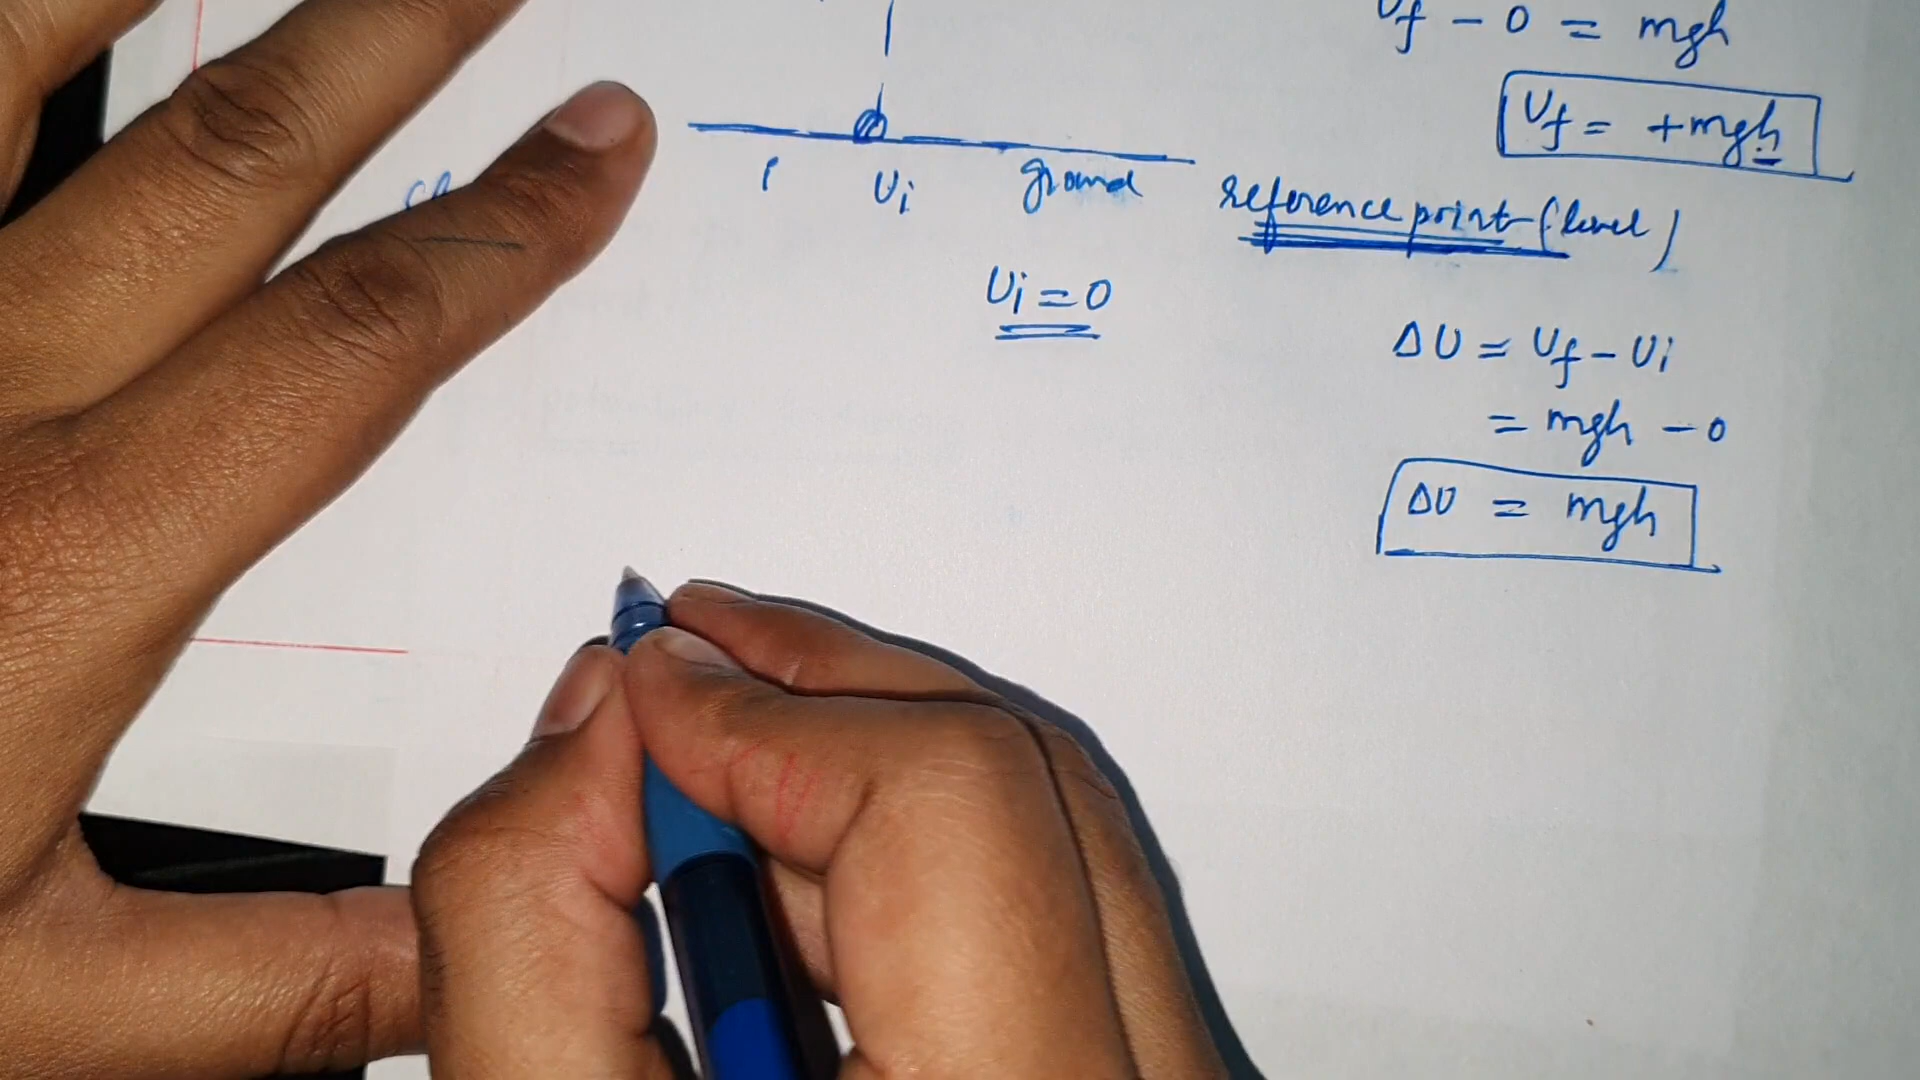 Uf - 0 = mgh
Uf = +mgh
i Ui ground reference point (level)
Ui = 0
ΔU = Uf - Ui
= mgh - 0
ΔU = mgh